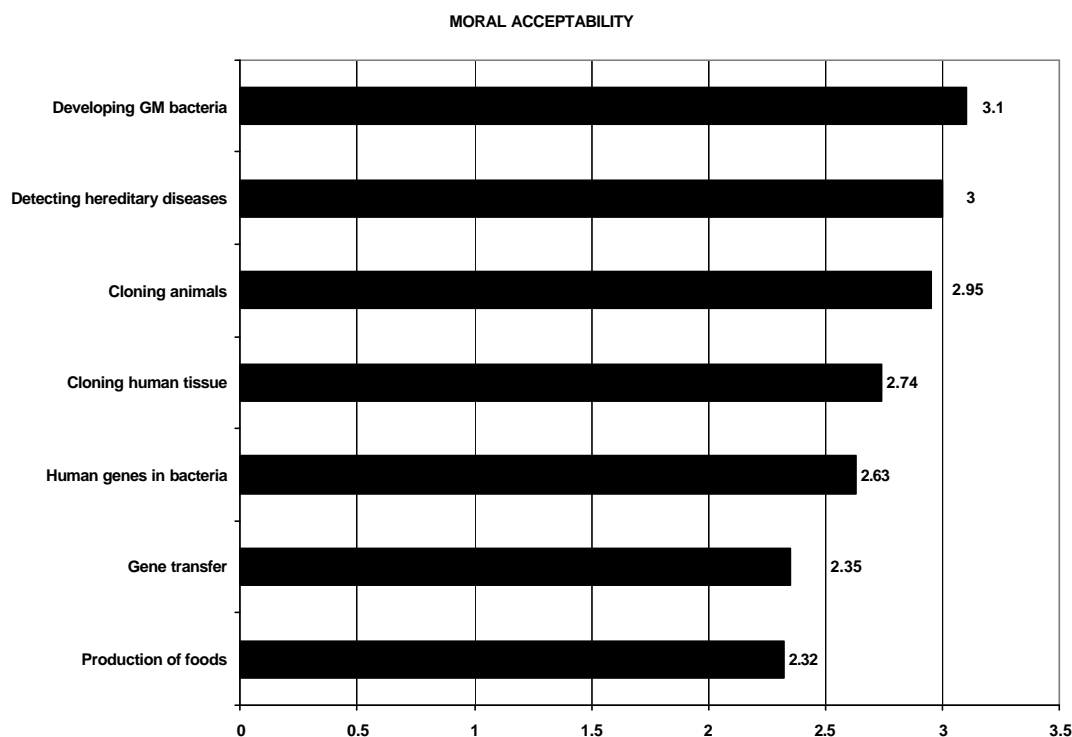 MORAL ACCEPTABILITY
Developing GM bacteria 3.1
Detecting hereditary diseases 3
Cloning animals 2.95
Cloning human tissue 2.74
Human genes in bacteria 2.63
Gene transfer 2.35
Production of foods 2.32
0 0.5 1 1.5 2 2.5 3 3.5